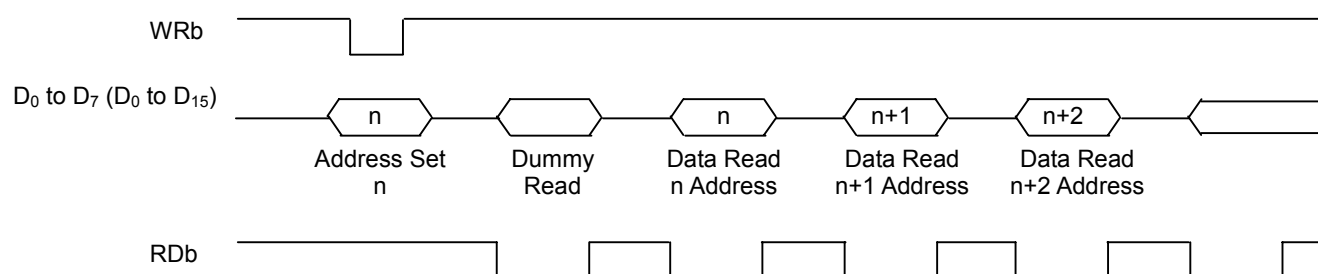 WRb
D₀ to D₇ (D₀ to D₁₅)
n
n
n+1
n+2
Address Set
n
Dummy
Read
Data Read
n Address
Data Read
n+1 Address
Data Read
n+2 Address
RDb